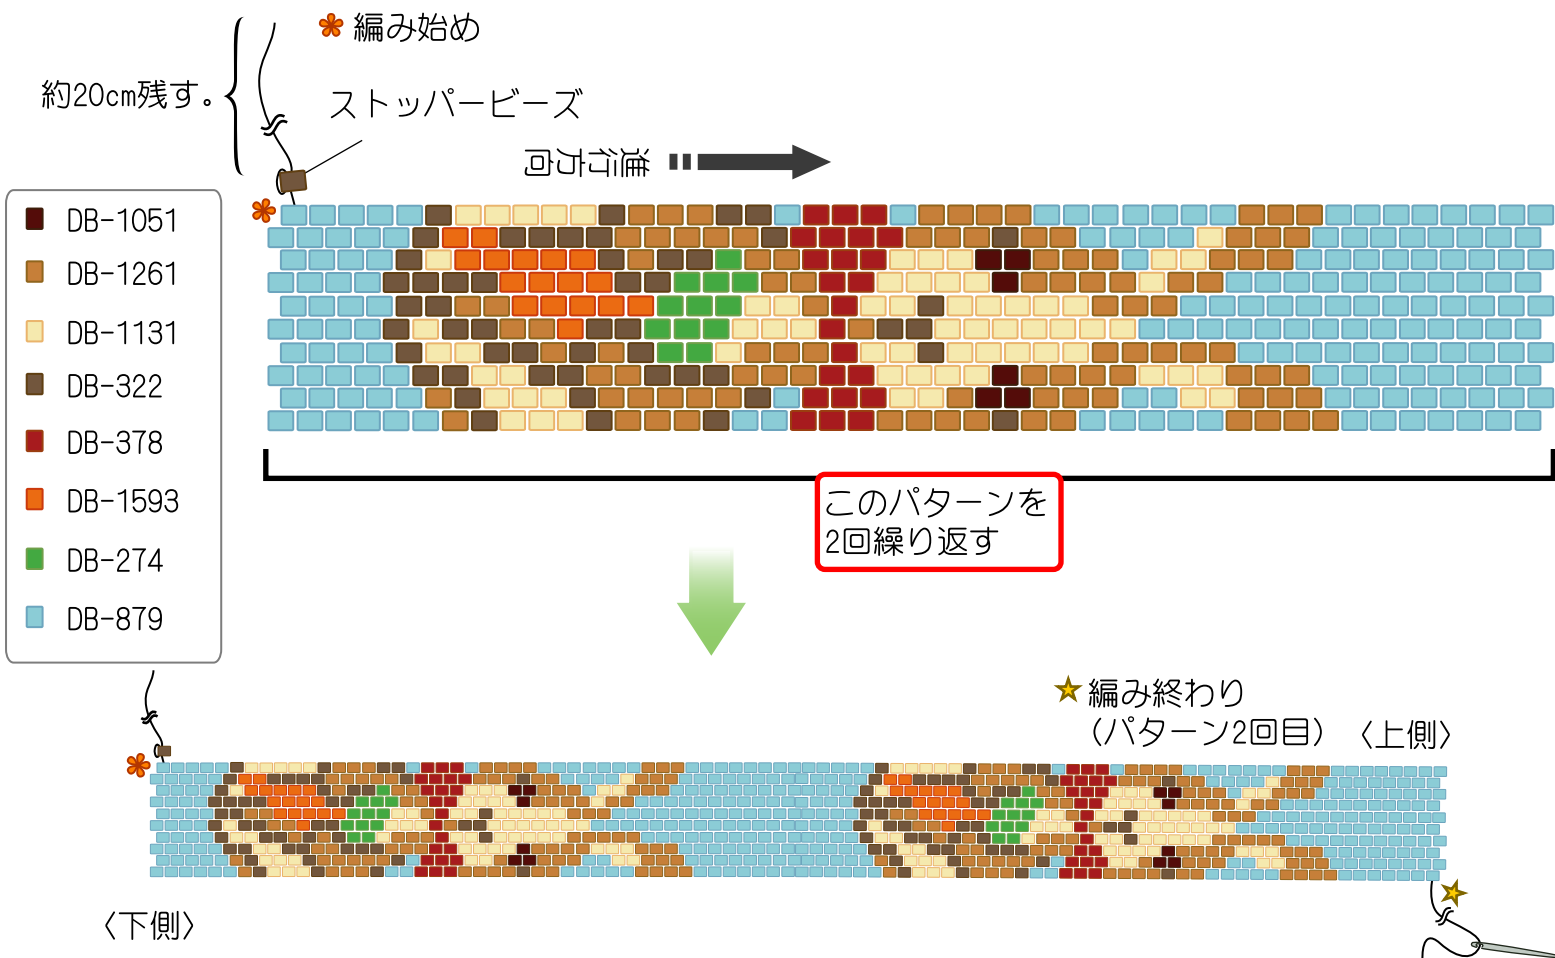 編み始め
約20cm残す。
ストッパービーズ
進行方向
DB-1051
DB-1261
DB-1131
DB-322
DB-378
DB-1593
DB-274
DB-879
このパターンを
2回繰り返す
編み終わり
(パターン2回目)
〈上側〉
〈下側〉